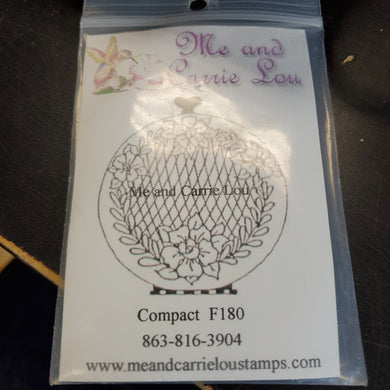 Me and
Carrie Lou
Me and Carrie Lou
Compact F180
863-816-3904
www.meandcarrieloustamps.com